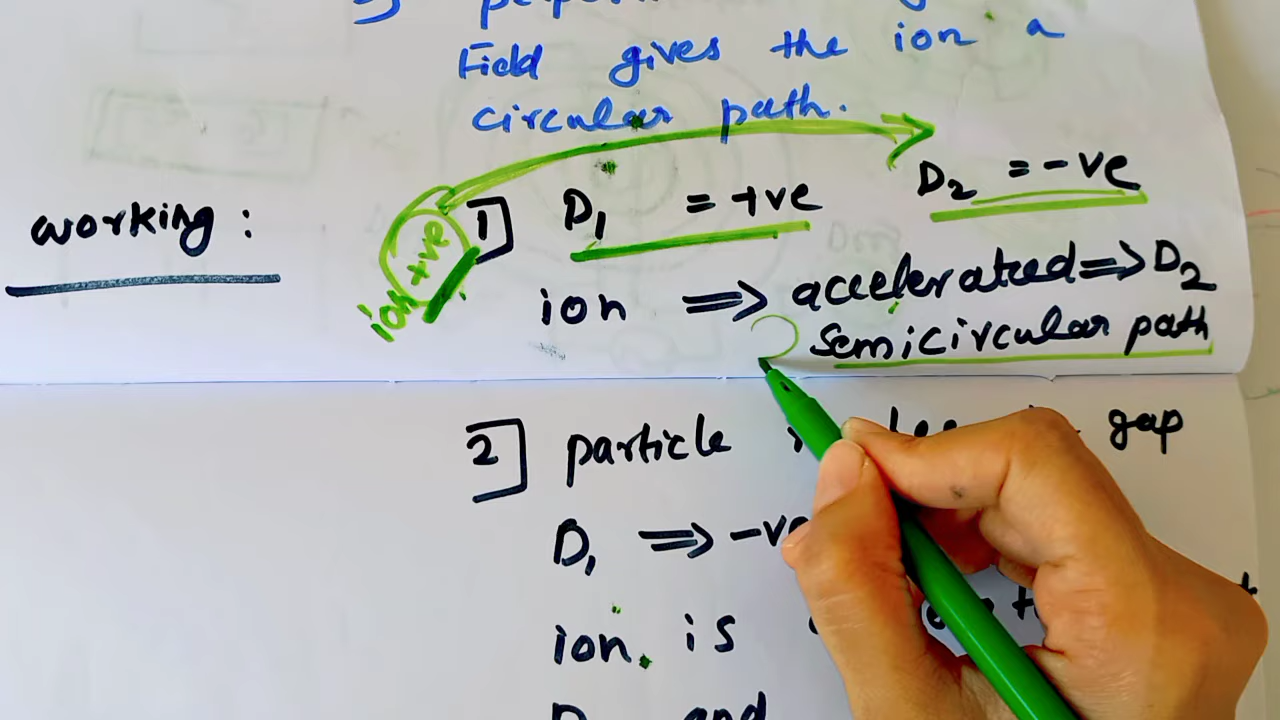 Field gives the ion a
circular path.
working :
ion +ve
1] D1 = +ve D2 = -ve
ion ⇒ accelerated ⇒ D2
semicircular path
2] particle gap
D1 ⇒ -ve
ion is
and